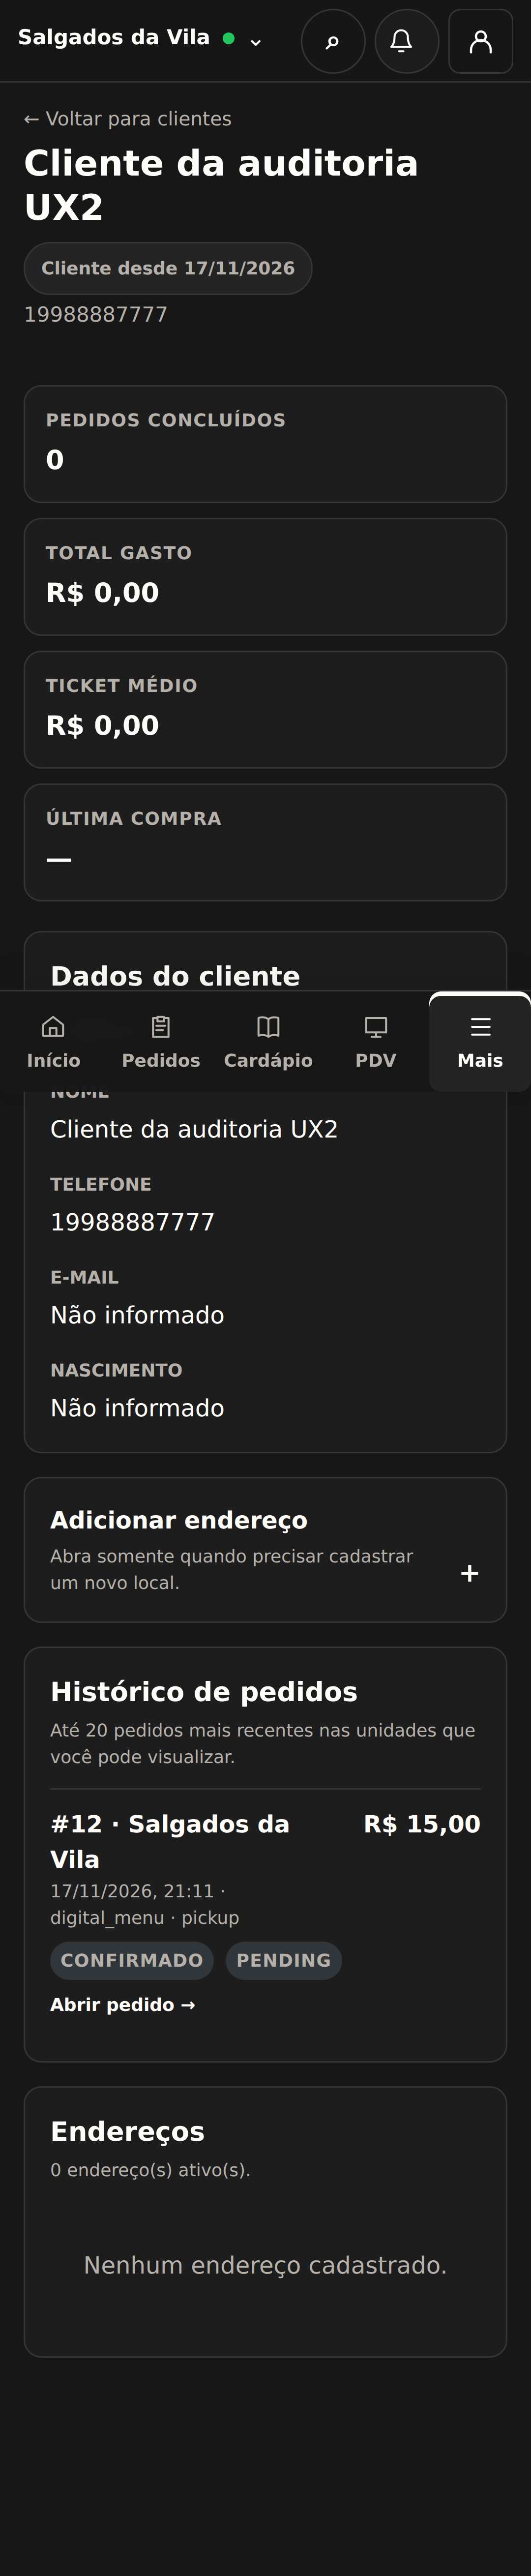 Salgados da Vila
← Voltar para clientes
Cliente da auditoria
UX2
Cliente desde 17/11/2026
19988887777
PEDIDOS CONCLUÍDOS
0
TOTAL GASTO
R$ 0,00
TICKET MÉDIO
R$ 0,00
ÚLTIMA COMPRA
—
Dados do cliente
Início Pedidos Cardápio PDV Mais
NOME
Cliente da auditoria UX2
TELEFONE
19988887777
E-MAIL
Não informado
NASCIMENTO
Não informado
Adicionar endereço
Abra somente quando precisar cadastrar
um novo local.
+
Histórico de pedidos
Até 20 pedidos mais recentes nas unidades que
você pode visualizar.
#12 · Salgados da R$ 15,00
Vila
17/11/2026, 21:11 ·
digital_menu · pickup
CONFIRMADO PENDING
Abrir pedido →
Endereços
0 endereço(s) ativo(s).
Nenhum endereço cadastrado.